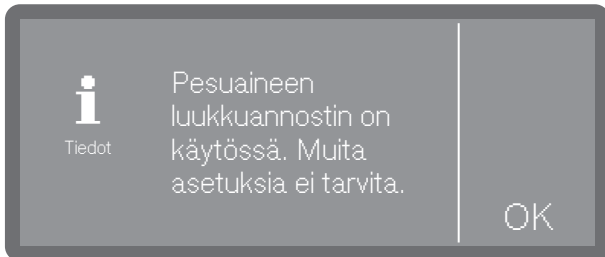 Tiedot
Pesuaineen
luukkuannostin on
käytössä. Muita
asetuksia ei tarvita.
OK